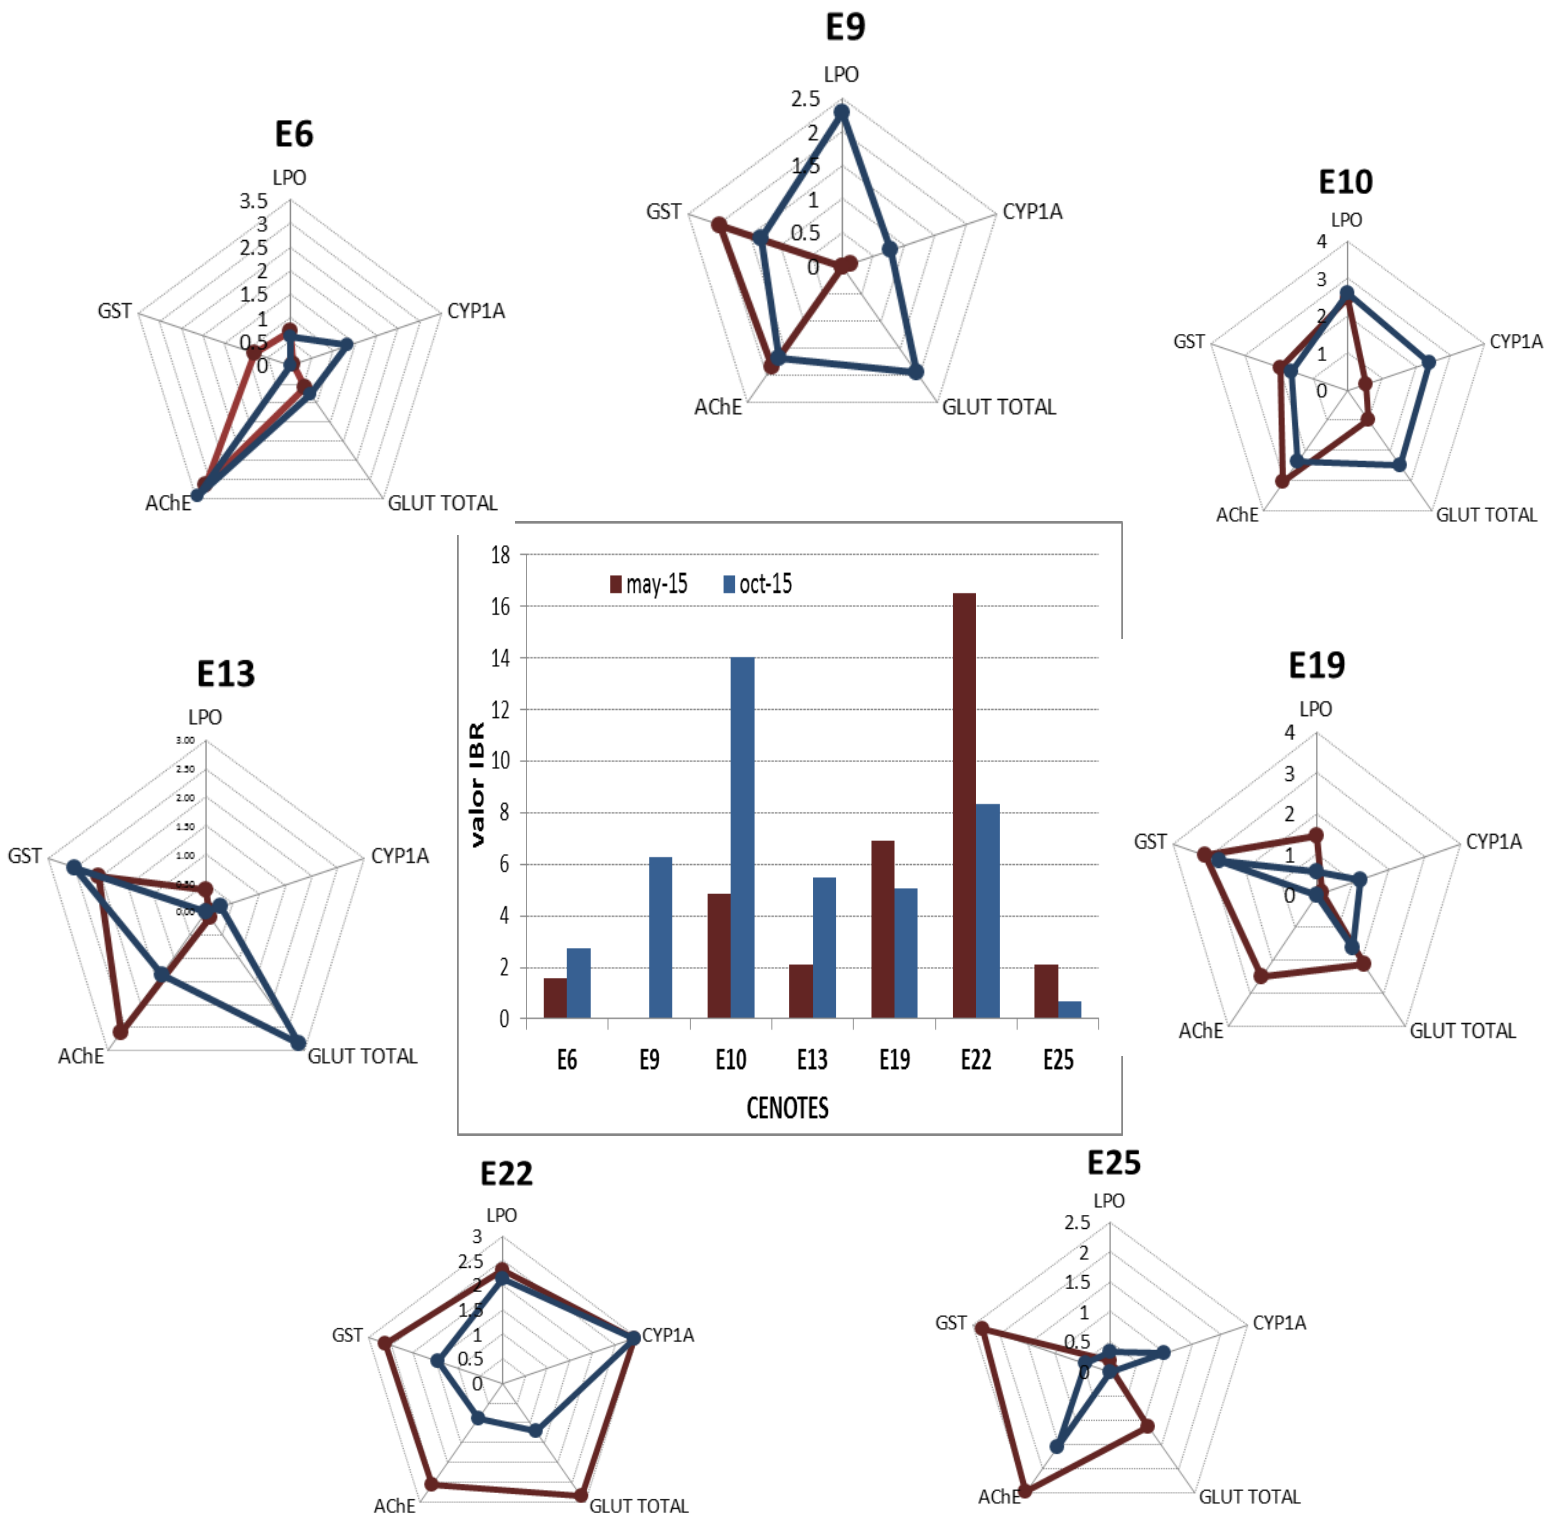 E9
LPO
2.5
2
1.5
1
0.5
0
GST
CYP1A
AChE
GLUT TOTAL
E6
LPO
3.5
3
2.5
2
1.5
1
0.5
0
GST
CYP1A
AChE
GLUT TOTAL
E10
LPO
4
3
2
1
0
GST
CYP1A
AChE
GLUT TOTAL
valor IBR
18
16
14
12
10
8
6
4
2
0
may-15 oct-15
E6 E9 E10 E13 E19 E22 E25
CENOTES
E13
LPO
3.00
2.50
2.00
1.50
1.00
0.50
0.00
GST
CYP1A
AChE
GLUT TOTAL
E19
LPO
4
3
2
1
0
GST
CYP1A
AChE
GLUT TOTAL
E22
LPO
3
2.5
2
1.5
1
0.5
0
GST
CYP1A
AChE
GLUT TOTAL
E25
LPO
2.5
2
1.5
1
0.5
0
GST
CYP1A
AChE
GLUT TOTAL